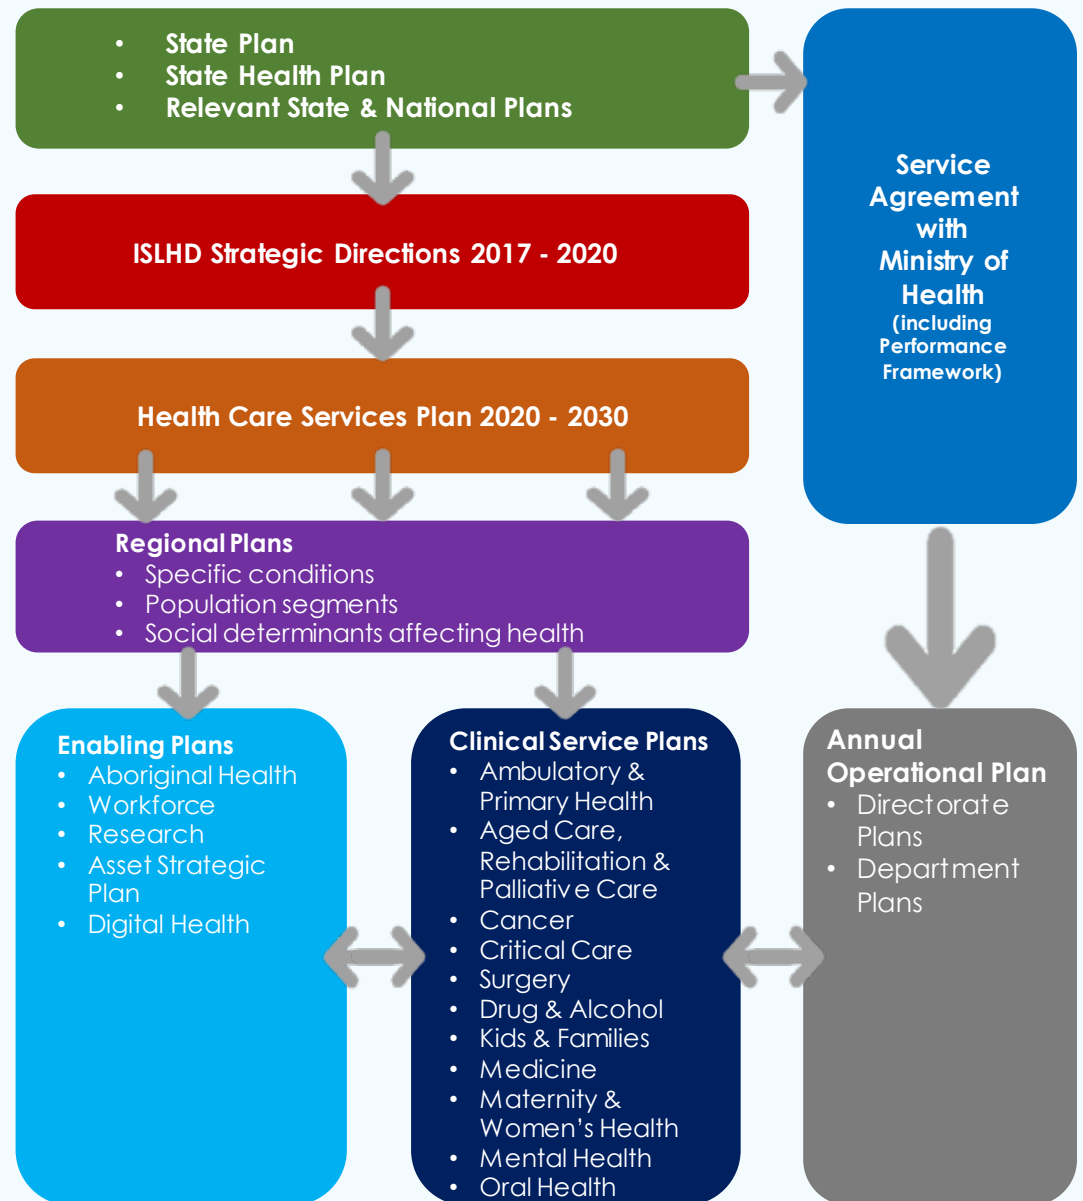 • State Plan
• State Health Plan
• Relevant State & National Plans
Service
Agreement
with
Ministry of
Health
(including
Performance
Framework)
ISLHD Strategic Directions 2017 - 2020
Health Care Services Plan 2020 - 2030
Regional Plans
• Specific conditions
• Population segments
• Social determinants affecting health
Enabling Plans
• Aboriginal Health
• Workforce
• Research
• Asset Strategic
Plan
• Digital Health
Clinical Service Plans
• Ambulatory &
Primary Health
• Aged Care,
Rehabilitation &
Palliative Care
• Cancer
• Critical Care
• Surgery
• Drug & Alcohol
• Kids & Families
• Medicine
• Maternity &
Women’s Health
• Mental Health
• Oral Health
Annual
Operational Plan
• Directorate
Plans
• Department
Plans